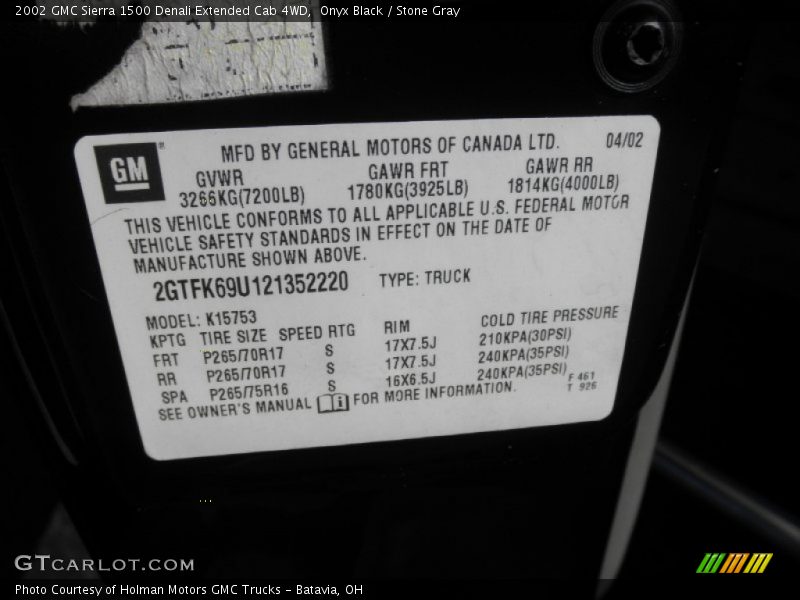 2002 GMC Sierra 1500 Denali Extended Cab 4WD, Onyx Black / Stone Gray
GM
MFD BY GENERAL MOTORS OF CANADA LTD. 04/02
GVWR GAWR FRT GAWR RR
3266KG(7200LB) 1780KG(3925LB) 1814KG(4000LB)
THIS VEHICLE CONFORMS TO ALL APPLICABLE U.S. FEDERAL MOTOR
VEHICLE SAFETY STANDARDS IN EFFECT ON THE DATE OF
MANUFACTURE SHOWN ABOVE.
2GTFK69U121352220 TYPE: TRUCK
MODEL: K15753
KPTG TIRE SIZE SPEED RTG RIM COLD TIRE PRESSURE
FRT P265/70R17 S 17X7.5J 210KPA(30PSI)
RR P265/70R17 S 17X7.5J 240KPA(35PSI)
SPA P265/75R16 S 16X6.5J 240KPA(35PSI)
SEE OWNER'S MANUAL i FOR MORE INFORMATION.
F 461
T 926
GTCARLOT.COM
Photo Courtesy of Holman Motors GMC Trucks - Batavia, OH